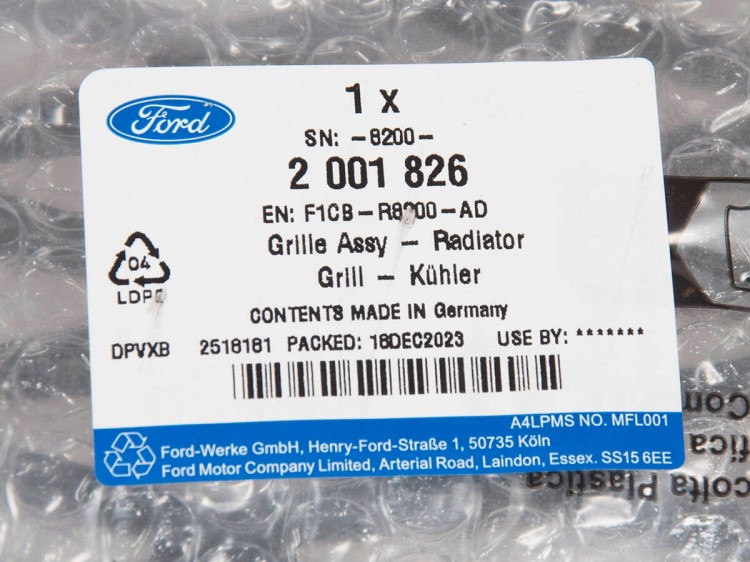 Ford
1 x
SN: -8200-
2 001 826
EN: F1CB-R8200-AD
Grille Assy - Radiator
Grill - Kühler
04
LDPE
CONTENTS MADE IN Germany
DPVXB 2518181 PACKED: 18DEC2023 USE BY: *******
A4LPMS NO. MFL001
Ford-Werke GmbH, Henry-Ford-Straße 1, 50735 Köln
Ford Motor Company Limited, Arterial Road, Laindon, Essex. SS15 6EE
colta Plastica